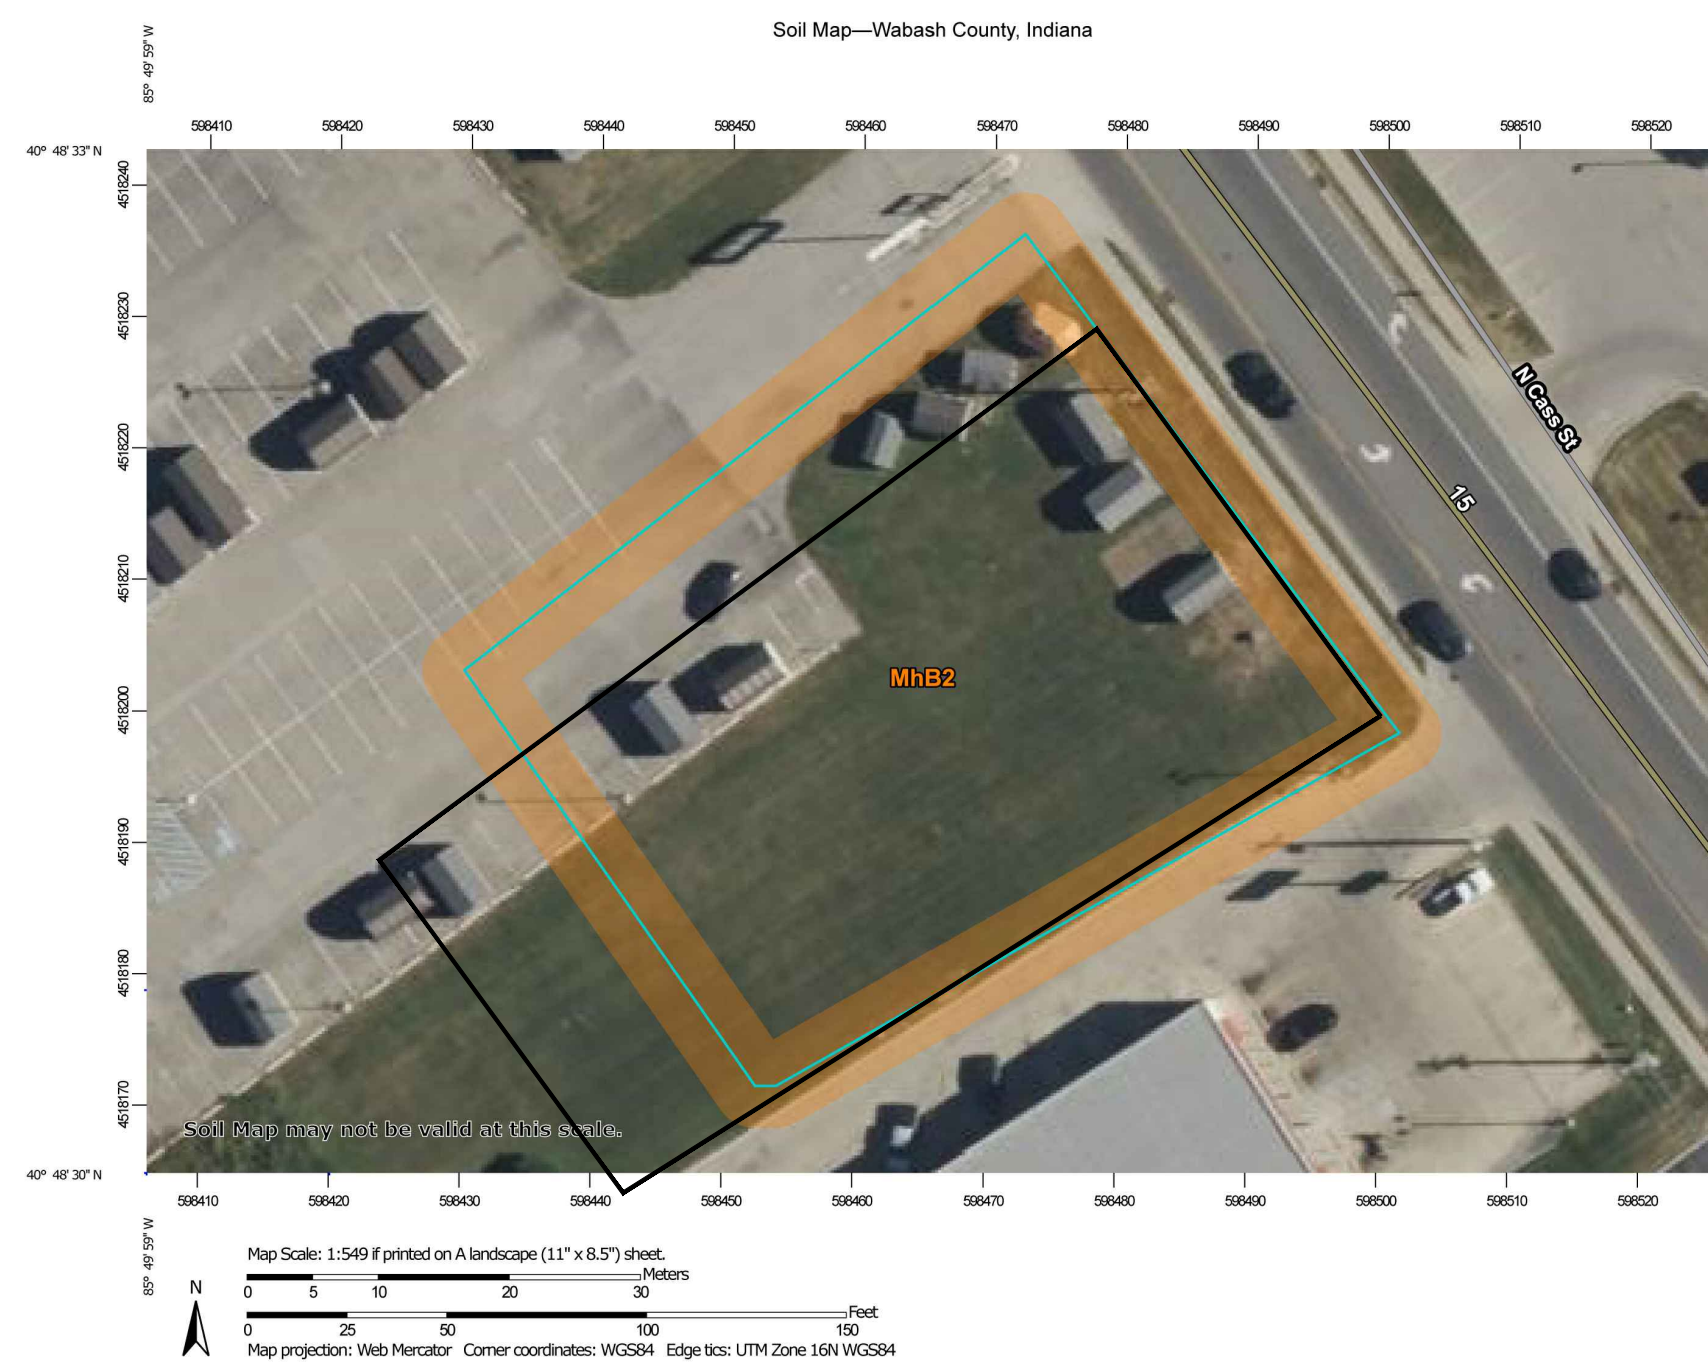 Soil Map—Wabash County, Indiana
85° 49' 59" W
598410 598420 598430 598440 598450 598460 598470 598480 598490 598500 598510 598520
40° 48' 33" N
4518240
4518230
4518220
4518210
4518200
4518190
4518180
4518170
N Cass St
15
MhB2
Soil Map may not be valid at this scale.
40° 48' 30" N
598410 598420 598430 598440 598450 598460 598470 598480 598490 598500 598510 598520
85° 49' 59" W
N
Map Scale: 1:549 if printed on A landscape (11" x 8.5") sheet.
Meters
0 5 10 20 30
Feet
0 25 50 100 150
Map projection: Web Mercator Corner coordinates: WGS84 Edge tics: UTM Zone 16N WGS84